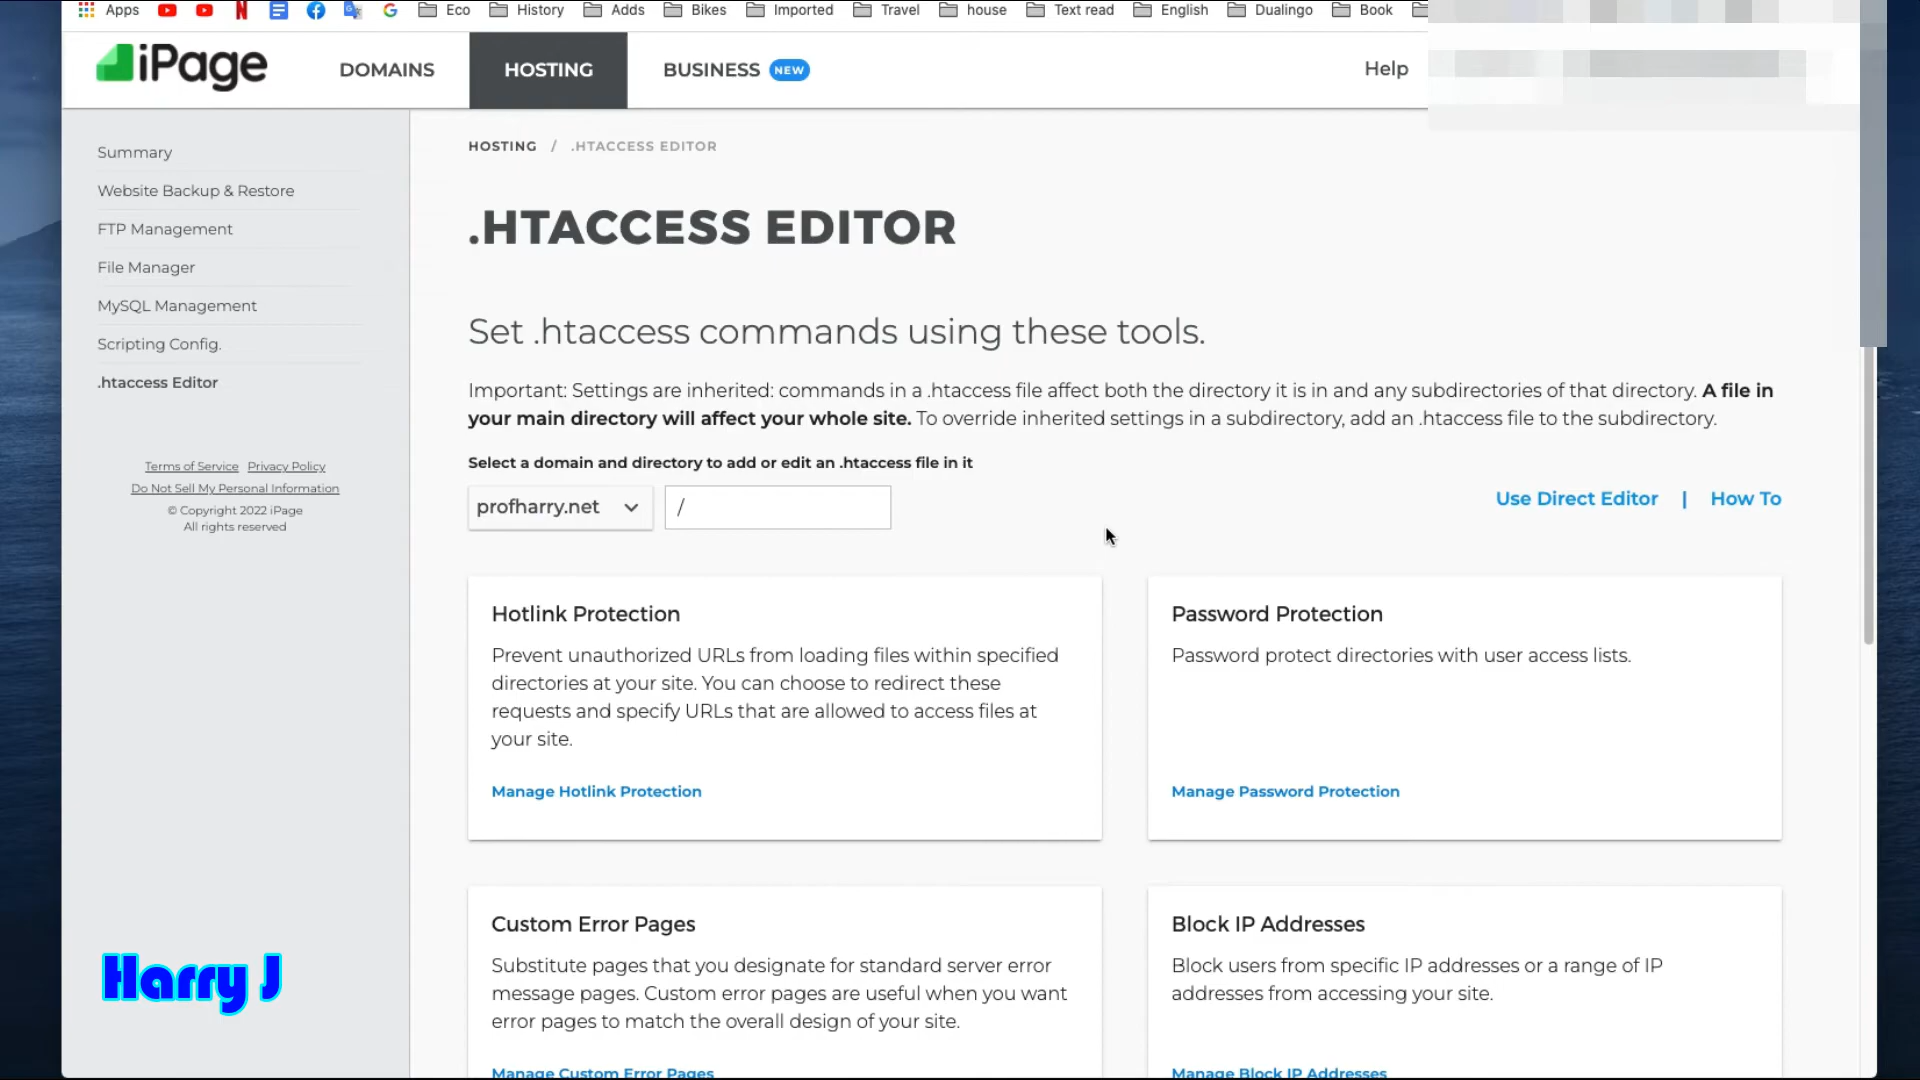 Apps Eco History Adds Bikes Imported Travel house Text read English Dualingo Book
iPage DOMAINS HOSTING BUSINESS NEW Help
Summary
Website Backup & Restore
FTP Management
File Manager
MySQL Management
Scripting Config.
.htaccess Editor
Terms of Service Privacy Policy
Do Not Sell My Personal Information
© Copyright 2022 iPage
All rights reserved
HOSTING / .HTACCESS EDITOR
.HTACCESS EDITOR
Set .htaccess commands using these tools.
Important: Settings are inherited: commands in a .htaccess file affect both the directory it is in and any subdirectories of that directory. A file in
your main directory will affect your whole site. To override inherited settings in a subdirectory, add an .htaccess file to the subdirectory.
Select a domain and directory to add or edit an .htaccess file in it
profharry.net /
Use Direct Editor | How To
Hotlink Protection
Prevent unauthorized URLs from loading files within specified
directories at your site. You can choose to redirect these
requests and specify URLs that are allowed to access files at
your site.
Manage Hotlink Protection
Password Protection
Password protect directories with user access lists.
Manage Password Protection
Custom Error Pages
Substitute pages that you designate for standard server error
message pages. Custom error pages are useful when you want
error pages to match the overall design of your site.
Manage Custom Error Pages
Block IP Addresses
Block users from specific IP addresses or a range of IP
addresses from accessing your site.
Manage Block IP Addresses
Harry J